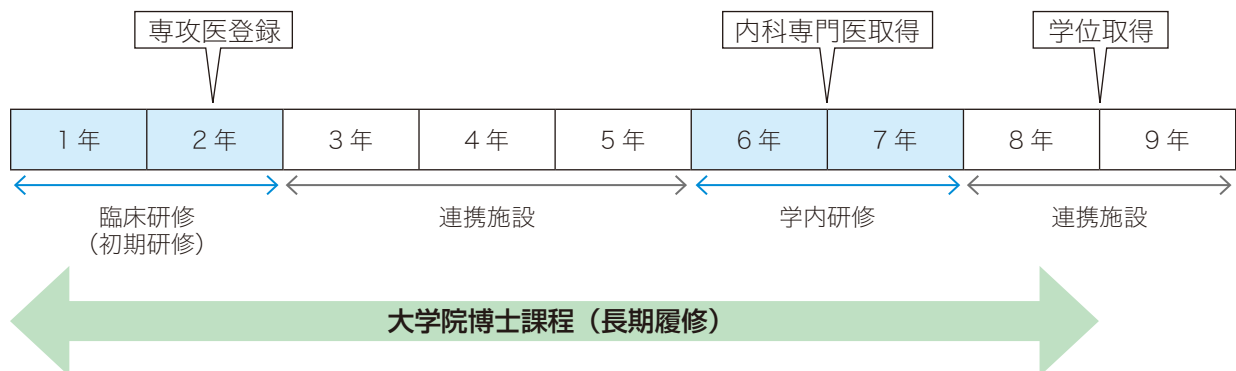 専攻医登録
内科専門医取得
学位取得
1年
2年
3年
4年
5年
6年
7年
8年
9年
臨床研修
（初期研修）
連携施設
学内研修
連携施設
大学院博士課程（長期履修）